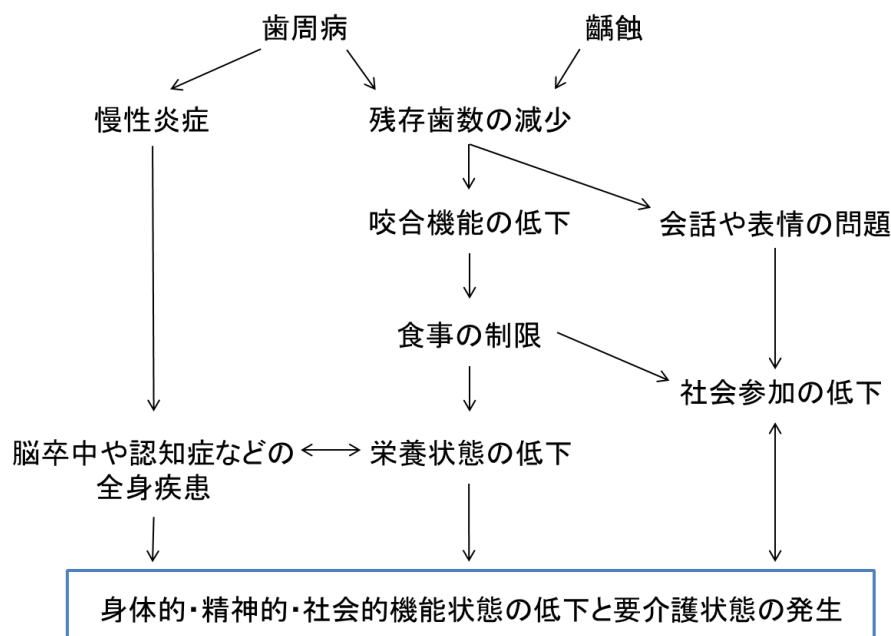 歯周病
齲蝕
慢性炎症
残存歯数の減少
咬合機能の低下
会話や表情の問題
食事の制限
社会参加の低下
脳卒中や認知症などの
全身疾患
栄養状態の低下
身体的・精神的・社会的機能状態の低下と要介護状態の発生